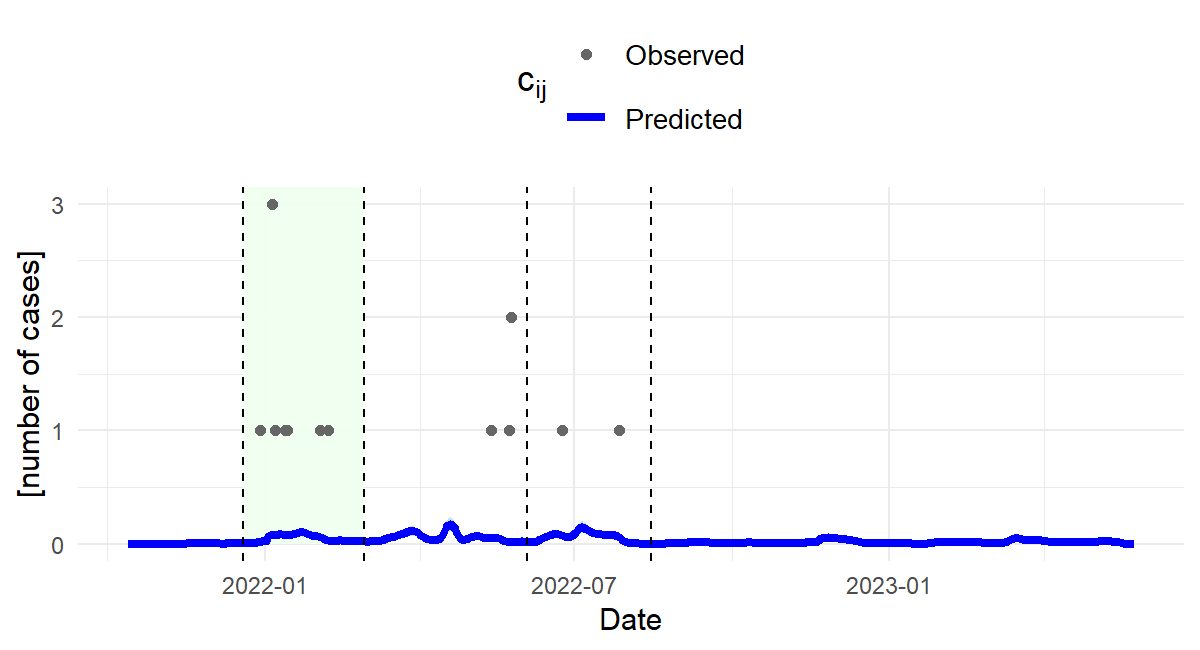 Observed
c_ij
Predicted
[number of cases]
3
2
1
0
2022-01
2022-07
2023-01
Date